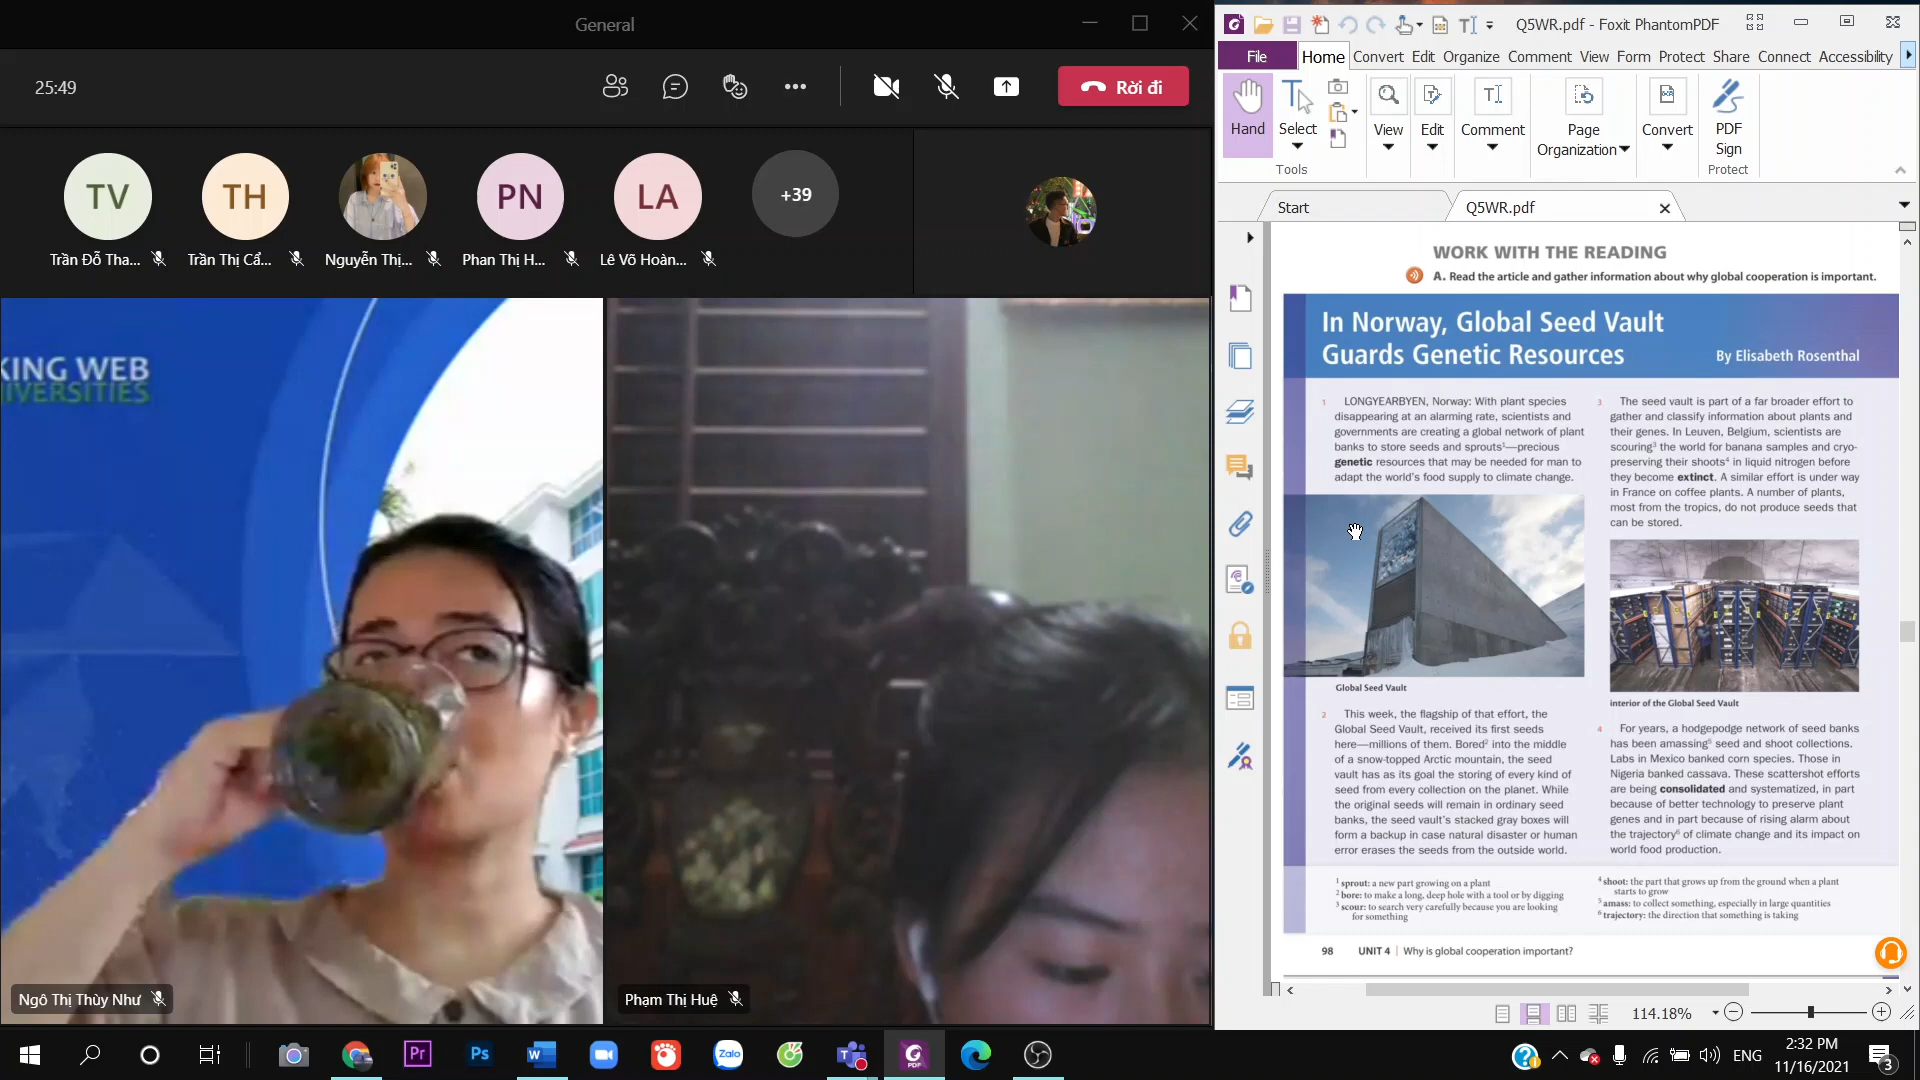 General
25:49
Rời đi
TV
TH
PN
LA
+39
Trần Đỗ Tha...
Trần Thị Cẩ...
Nguyễn Thị...
Phan Thị H...
Lê Võ Hoàn...
KING WEB
IVERSITIES
Ngô Thị Thùy Như
Phạm Thị Huệ
Q5WR.pdf - Foxit PhantomPDF
File
Home
Convert
Edit
Organize
Comment
View
Form
Protect
Share
Connect
Accessibility
Hand
Select
View
Edit
Comment
Page
Organization
Convert
PDF
Sign
Tools
Protect
Start
Q5WR.pdf
WORK WITH THE READING
A. Read the article and gather information about why global cooperation is important.
In Norway, Global Seed Vault
Guards Genetic Resources
By Elisabeth Rosenthal
1 LONGYEARBYEN, Norway: With plant species
disappearing at an alarming rate, scientists and
governments are creating a global network of plant
banks to store seeds and sprouts¹—precious
genetic resources that may be needed for man to
adapt the world's food supply to climate change.
Global Seed Vault
2 This week, the flagship of that effort, the
Global Seed Vault, received its first seeds
here—millions of them. Bored² into the middle
of a snow-topped Arctic mountain, the seed
vault has as its goal the storing of every kind of
seed from every collection on the planet. While
the original seeds will remain in ordinary seed
banks, the seed vault's stacked gray boxes will
form a backup in case natural disaster or human
error erases the seeds from the outside world.
3 The seed vault is part of a far broader effort to
gather and classify information about plants and
their genes. In Leuven, Belgium, scientists are
scouring³ the world for banana samples and cryo-
preserving their shoots⁴ in liquid nitrogen before
they become extinct. A similar effort is under way
in France on coffee plants. A number of plants,
most from the tropics, do not produce seeds that
can be stored.
interior of the Global Seed Vault
4 For years, a hodgepodge network of seed banks
has been amassing⁵ seed and shoot collections.
Labs in Mexico banked corn species. Those in
Nigeria banked cassava. These scattershot efforts
are being consolidated and systematized, in part
because of better technology to preserve plant
genes and in part because of rising alarm about
the trajectory⁶ of climate change and its impact on
world food production.
¹ sprout: a new part growing on a plant
² bore: to make a long, deep hole with a tool or by digging
³ scour: to search very carefully because you are looking
for something
⁴ shoot: the part that grows up from the ground when a plant
starts to grow
⁵ amass: to collect something, especially in large quantities
⁶ trajectory: the direction that something is taking
98 UNIT 4 | Why is global cooperation important?
114.18%
Pr
Ps
Zalo
PDF
ENG
2:32 PM
11/16/2021
3